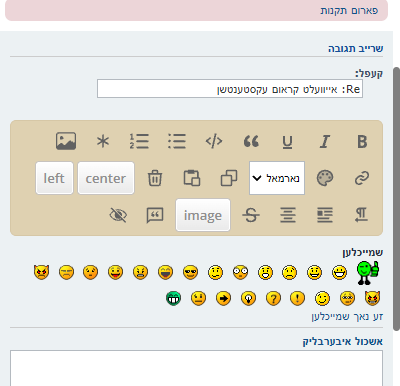 פארום תקנות
שרייב תגובה
קעפל:
Re: אייוועלט קראום עקסטענטשן
B I U
נארמאל center left
image
שמייכלען
זע נאך שמייכלען
אשכול איבערבליק